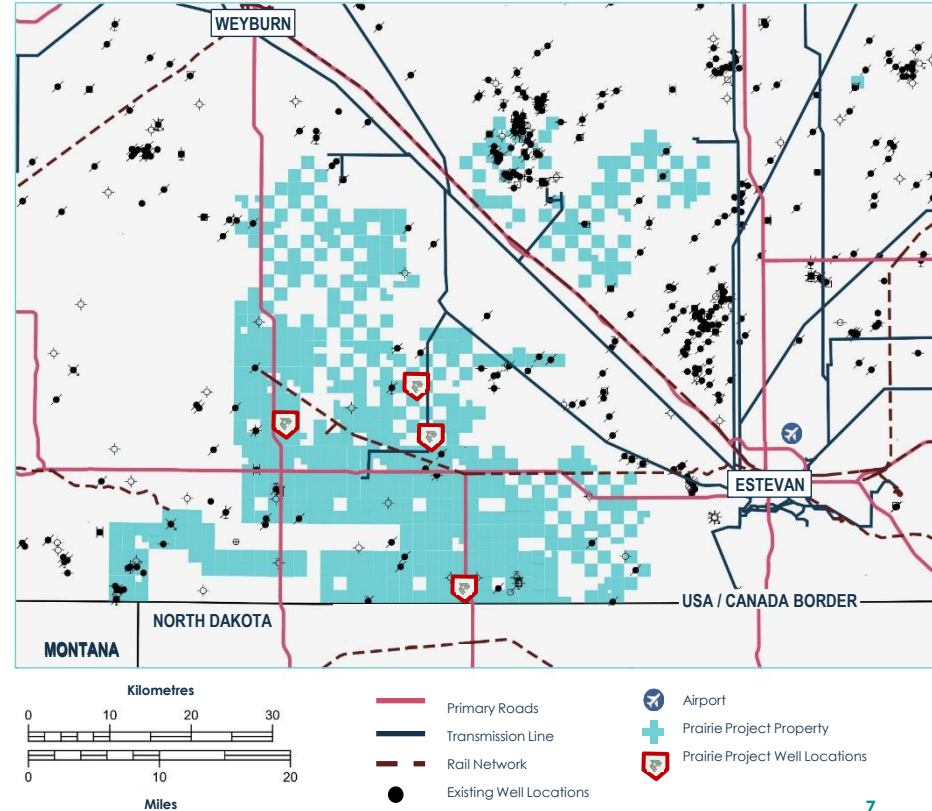 WEYBURN
ESTEVAN
USA / CANADA BORDER
NORTH DAKOTA
MONTANA
Kilometres
0 10 20 30
0 10 20
Miles
Primary Roads
Transmission Line
Rail Network
Existing Well Locations
Airport
Prairie Project Property
Prairie Project Well Locations
7